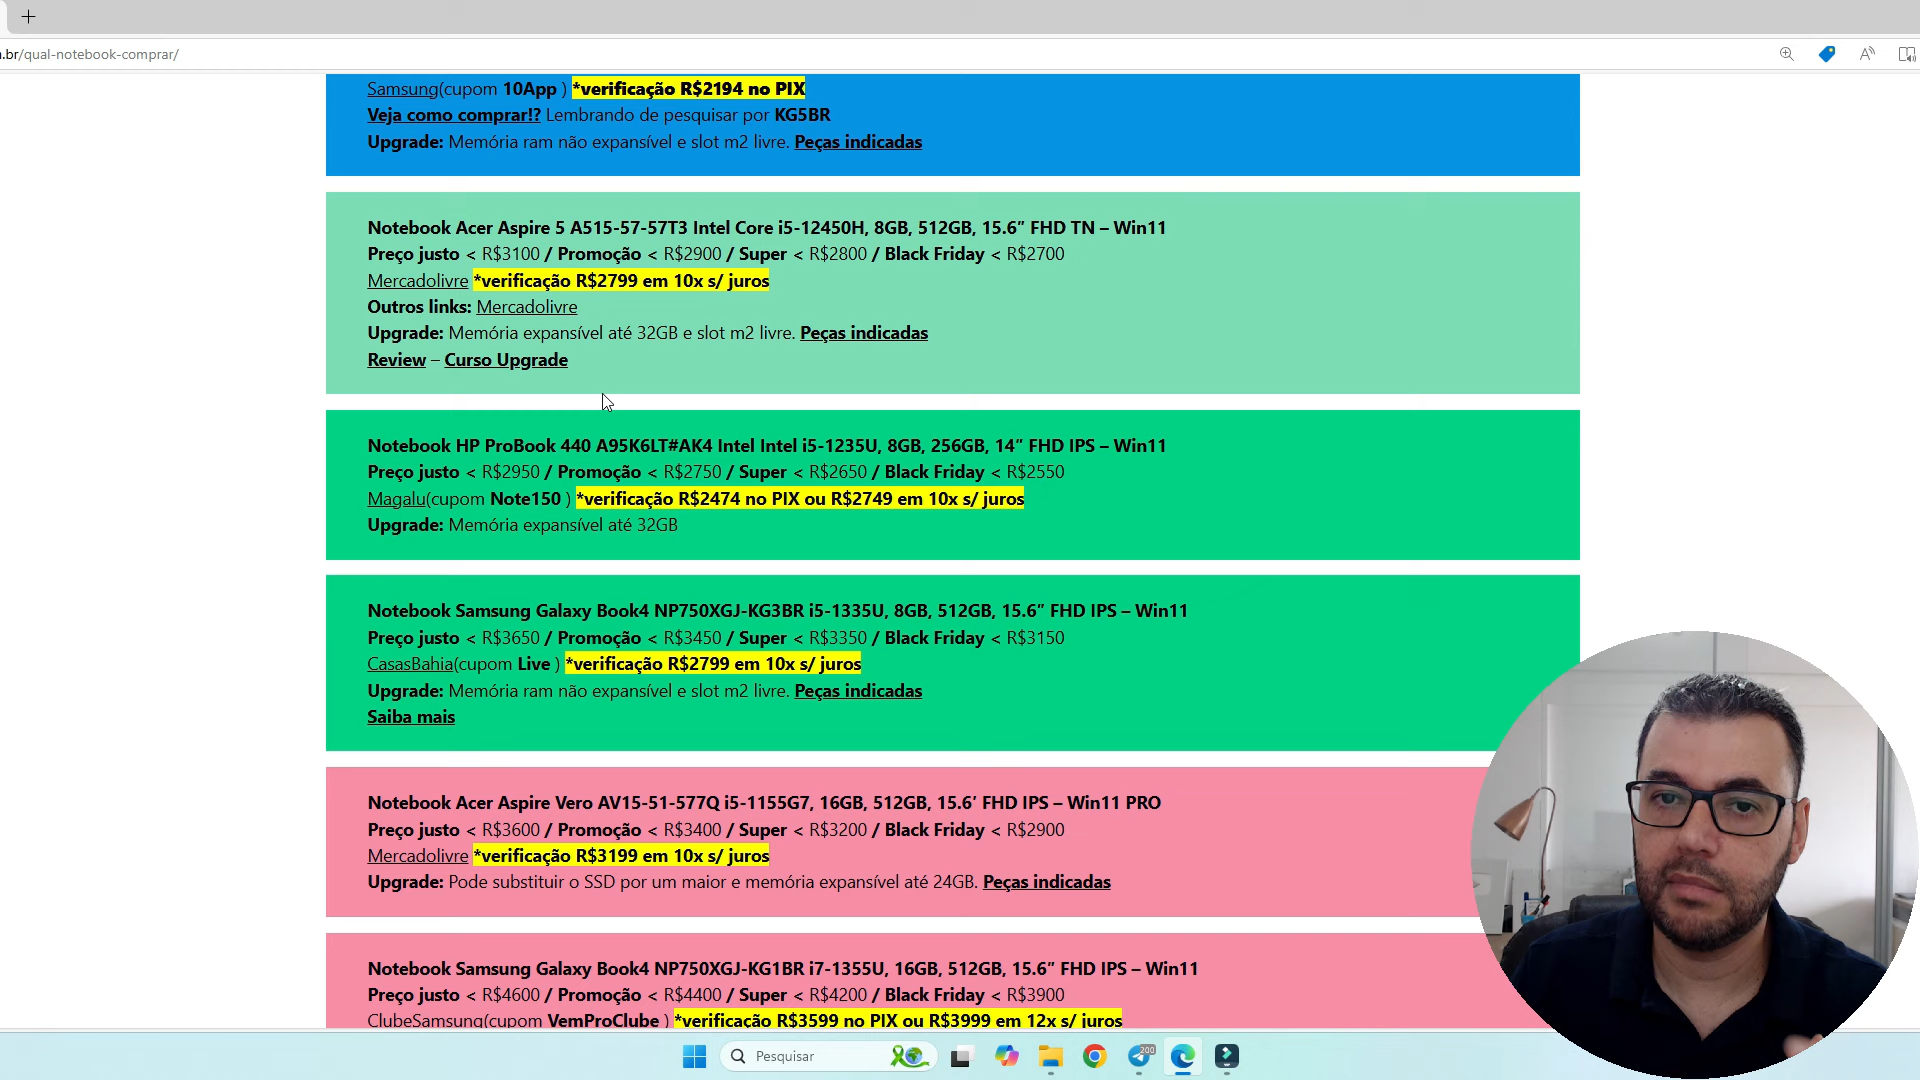 .br/qual-notebook-comprar/
Samsung(cupom 10App ) *verificação R$2194 no PIX
Veja como comprar!? Lembrando de pesquisar por KG5BR
Upgrade: Memória ram não expansível e slot m2 livre. Peças indicadas
Notebook Acer Aspire 5 A515-57-57T3 Intel Core i5-12450H, 8GB, 512GB, 15.6″ FHD TN – Win11
Preço justo < R$3100 / Promoção < R$2900 / Super < R$2800 / Black Friday < R$2700
Mercadolivre *verificação R$2799 em 10x s/ juros
Outros links: Mercadolivre
Upgrade: Memória expansível até 32GB e slot m2 livre. Peças indicadas
Review – Curso Upgrade
Notebook HP ProBook 440 A95K6LT#AK4 Intel Intel i5-1235U, 8GB, 256GB, 14″ FHD IPS – Win11
Preço justo < R$2950 / Promoção < R$2750 / Super < R$2650 / Black Friday < R$2550
Magalu(cupom Note150 ) *verificação R$2474 no PIX ou R$2749 em 10x s/ juros
Upgrade: Memória expansível até 32GB
Notebook Samsung Galaxy Book4 NP750XGJ-KG3BR i5-1335U, 8GB, 512GB, 15.6″ FHD IPS – Win11
Preço justo < R$3650 / Promoção < R$3450 / Super < R$3350 / Black Friday < R$3150
CasasBahia(cupom Live ) *verificação R$2799 em 10x s/ juros
Upgrade: Memória ram não expansível e slot m2 livre. Peças indicadas
Saiba mais
Notebook Acer Aspire Vero AV15-51-577Q i5-1155G7, 16GB, 512GB, 15.6′ FHD IPS – Win11 PRO
Preço justo < R$3600 / Promoção < R$3400 / Super < R$3200 / Black Friday < R$2900
Mercadolivre *verificação R$3199 em 10x s/ juros
Upgrade: Pode substituir o SSD por um maior e memória expansível até 24GB. Peças indicadas
Notebook Samsung Galaxy Book4 NP750XGJ-KG1BR i7-1355U, 16GB, 512GB, 15.6″ FHD IPS – Win11
Preço justo < R$4600 / Promoção < R$4400 / Super < R$4200 / Black Friday < R$3900
ClubeSamsung(cupom VemProClube ) *verificação R$3599 no PIX ou R$3999 em 12x s/ juros
Pesquisar
200